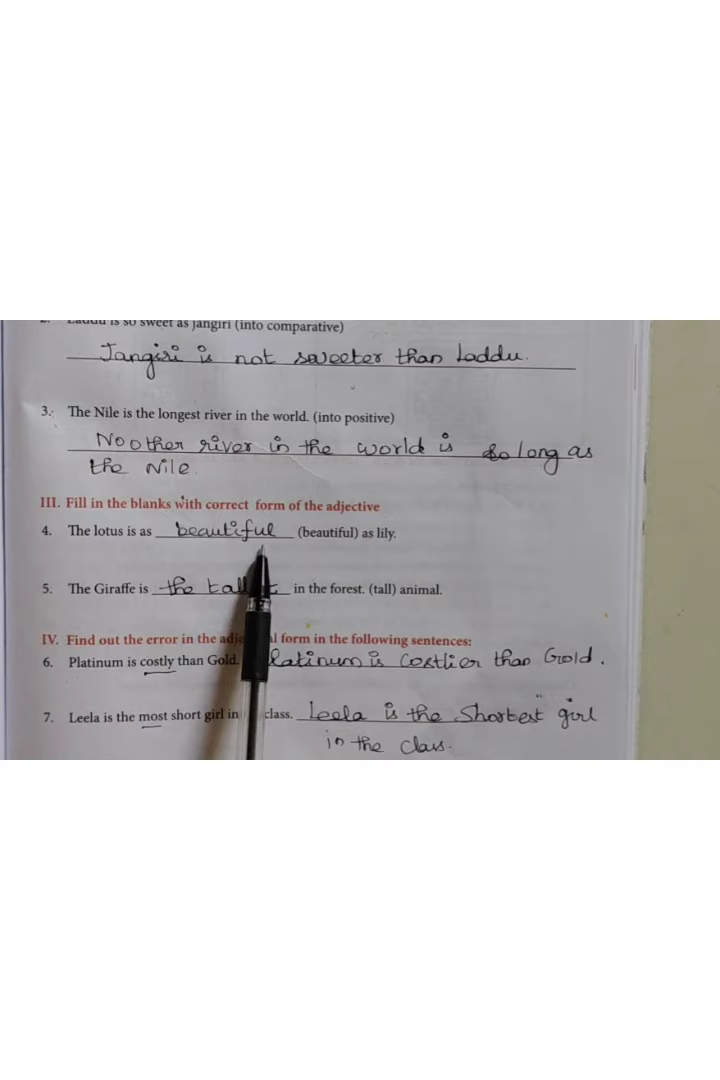 is so sweet as jangiri (into comparative)
Jangiri is not sweeter than Laddu.
3. The Nile is the longest river in the world. (into positive)
No other river in the world is so long as
the Nile.
III. Fill in the blanks with correct form of the adjective
4. The lotus is as beautiful (beautiful) as lily.
5. The Giraffe is the in the forest. (tall) animal.
IV. Find out the error in the form in the following sentences:
6. Platinum is costly than Gold. Platinum is costlier than Gold.
7. Leela is the most short girl in class. Leela is the Shortest girl
in the class.